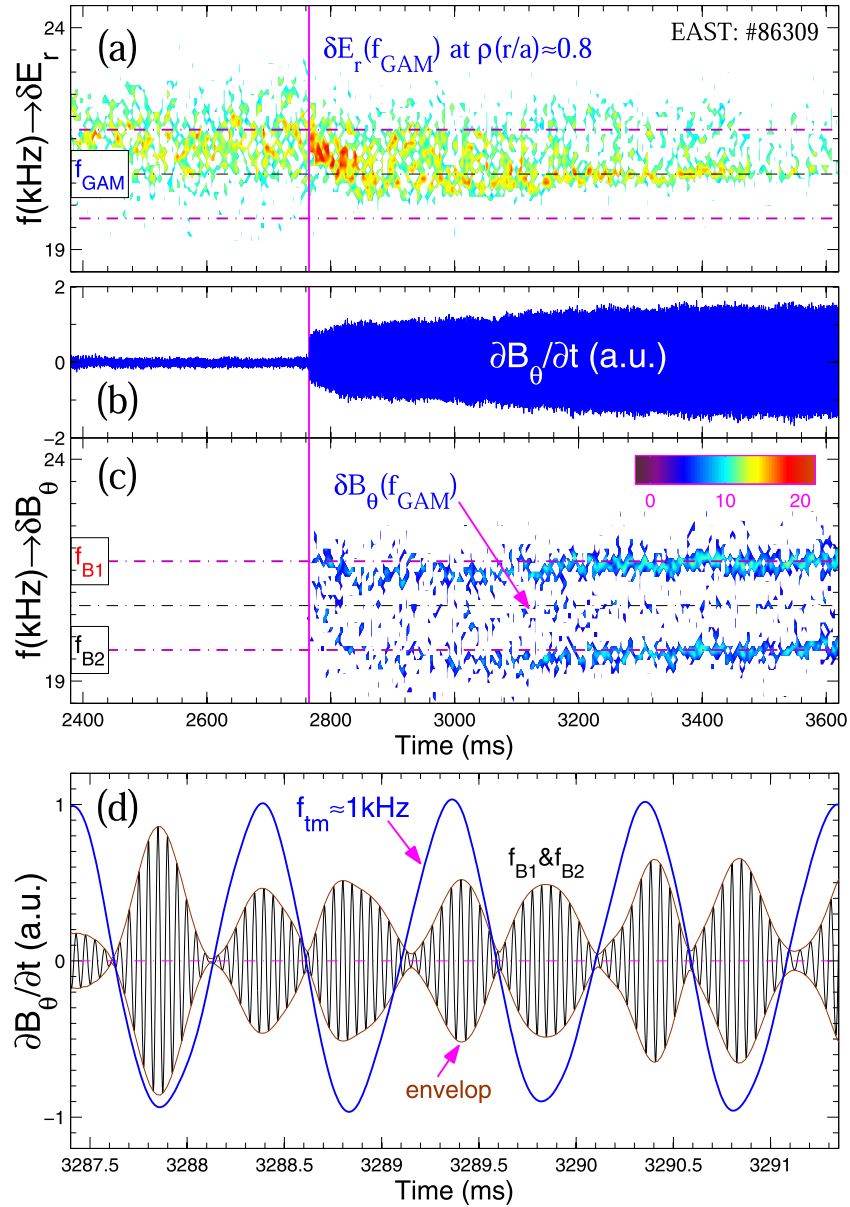 (a)
δE_r(f_GAM) at ρ(r/a)≈0.8
EAST: #86309
f(kHz)→δE_r
24
19
f_GAM
(b)
∂B_θ/∂t (a.u.)
2
0
−2
(c)
δB_θ(f_GAM)
0 10 20
f(kHz)→δB_θ
24
19
f_B1
f_B2
2400 2600 2800 3000 3200 3400 3600
Time (ms)
(d)
f_tm≈1kHz
f_B1&f_B2
envelop
∂B_θ/∂t (a.u.)
1
0
−1
3287.5 3288 3288.5 3289 3289.5 3290 3290.5 3291
Time (ms)